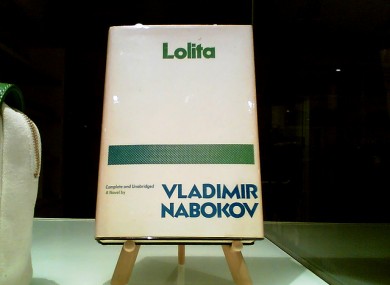 Lolita
Complete and Unabridged
A Novel by
VLADIMIR
NABOKOV